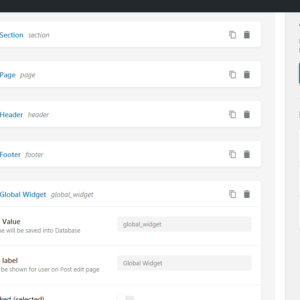 Section section
Page page
Header header
Footer footer
Global Widget global_widget
Value
global_widget
ue will be saved into Database
label
Global Widget
be shown for user on Post edit page
ked (selected)